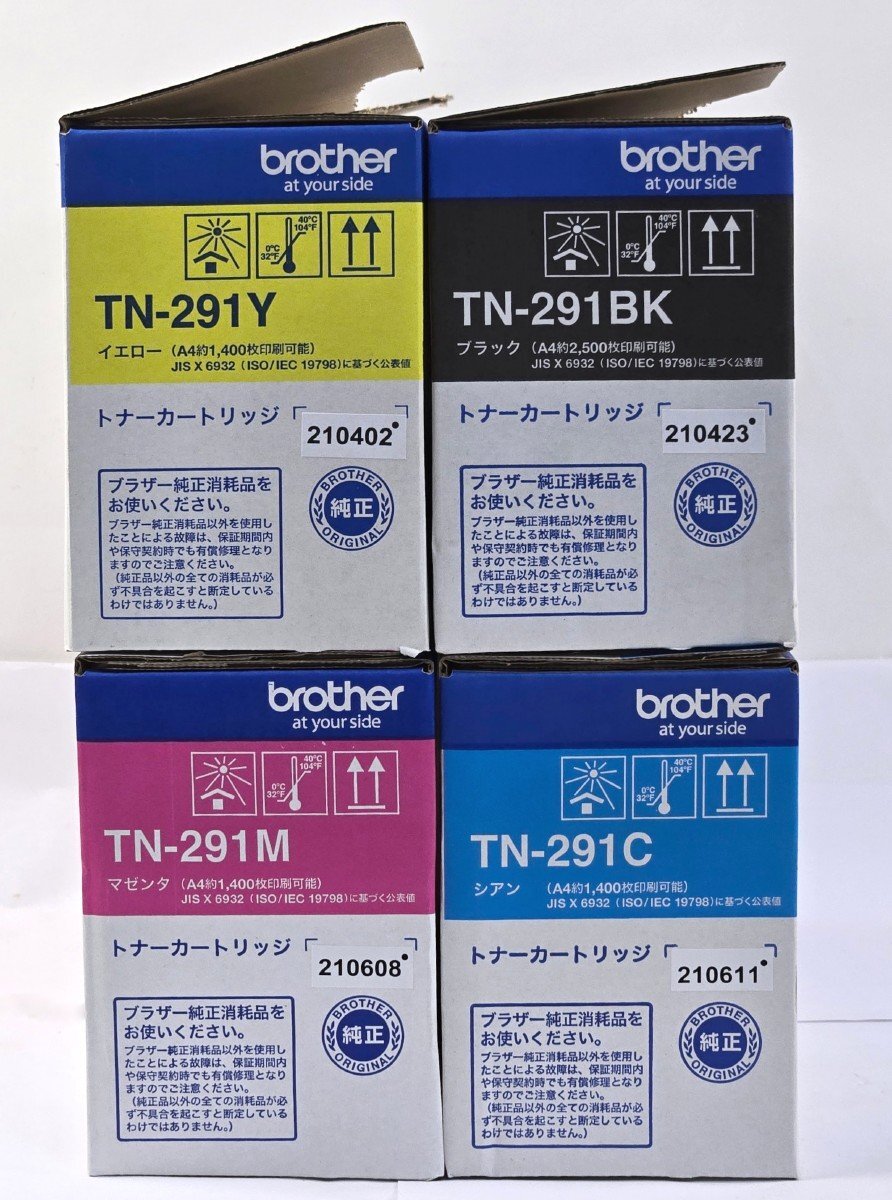 brother
at your side
40°C
104°F
0°C
32°F
TN-291Y
イエロー (A4約1,400枚印刷可能)
JIS X 6932 (ISO/IEC 19798)に基づく公表値
トナーカートリッジ
210402
ブラザー純正消耗品を
お使いください。
ブラザー純正消耗品以外を使用し
たことによる故障は、保証期間内
や保守契約時でも有償修理となり
ますのでご注意ください。
(純正品以外の全ての消耗品が必
ず不具合を起こすと断定している
わけではありません。)
BROTHER
純正
ORIGINAL
brother
at your side
40°C
104°F
0°C
32°F
TN-291BK
ブラック (A4約2,500枚印刷可能)
JIS X 6932 (ISO/IEC 19798)に基づく公表値
トナーカートリッジ
210423
ブラザー純正消耗品を
お使いください。
ブラザー純正消耗品以外を使用し
たことによる故障は、保証期間内
や保守契約時でも有償修理となり
ますのでご注意ください。
(純正品以外の全ての消耗品が必
ず不具合を起こすと断定している
わけではありません。)
BROTHER
純正
ORIGINAL
brother
at your side
40°C
104°F
0°C
32°F
TN-291M
マゼンタ (A4約1,400枚印刷可能)
JIS X 6932 (ISO/IEC 19798)に基づく公表値
トナーカートリッジ
210608
ブラザー純正消耗品を
お使いください。
ブラザー純正消耗品以外を使用し
たことによる故障は、保証期間内
や保守契約時でも有償修理となり
ますのでご注意ください。
(純正品以外の全ての消耗品が必
ず不具合を起こすと断定している
わけではありません。)
BROTHER
純正
ORIGINAL
brother
at your side
40°C
104°F
0°C
32°F
TN-291C
シアン (A4約1,400枚印刷可能)
JIS X 6932 (ISO/IEC 19798)に基づく公表値
トナーカートリッジ
210611
ブラザー純正消耗品を
お使いください。
ブラザー純正消耗品以外を使用し
たことによる故障は、保証期間内
や保守契約時でも有償修理となり
ますのでご注意ください。
(純正品以外の全ての消耗品が必
ず不具合を起こすと断定している
わけではありません。)
BROTHER
純正
ORIGINAL